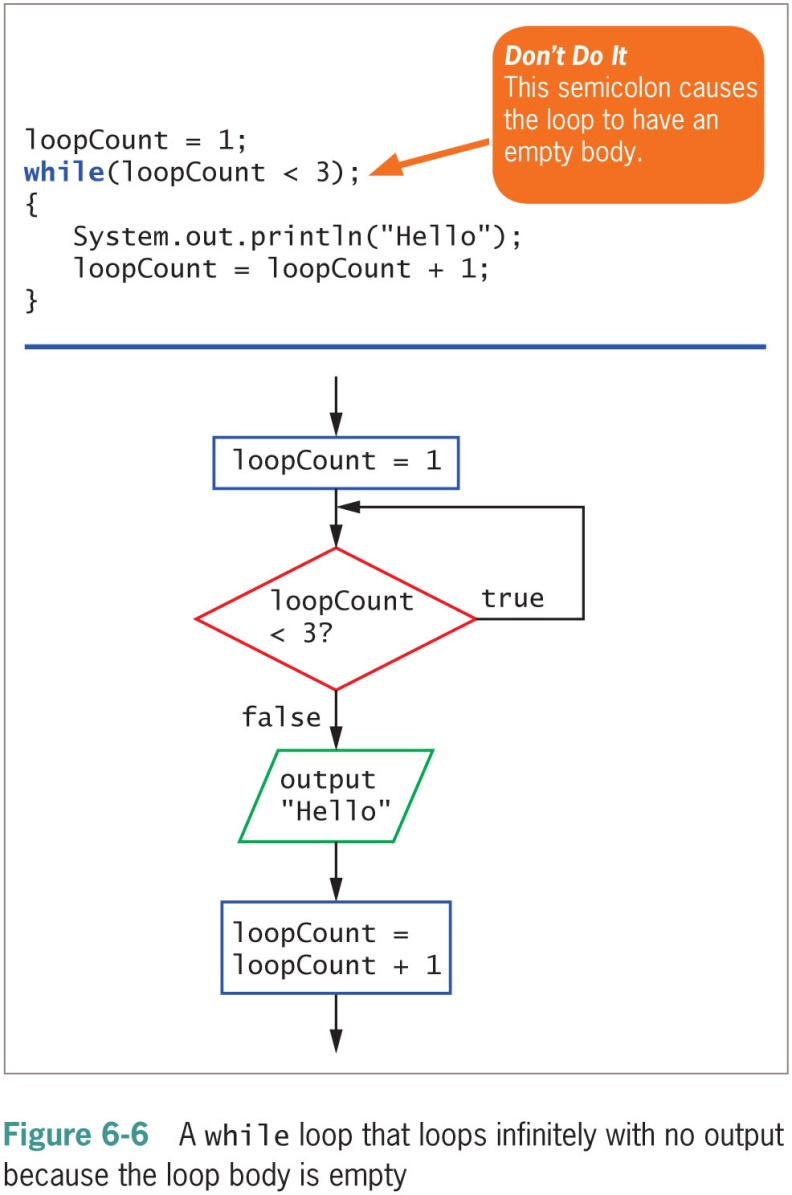 Don't Do It
This semicolon causes
the loop to have an
empty body.
loopCount = 1;
while(loopCount < 3);
{
System.out.println("Hello");
loopCount = loopCount + 1;
}
loopCount = 1
loopCount
< 3?
true
false
output
"Hello"
loopCount =
loopCount + 1
Figure 6-6 A while loop that loops infinitely with no output
because the loop body is empty